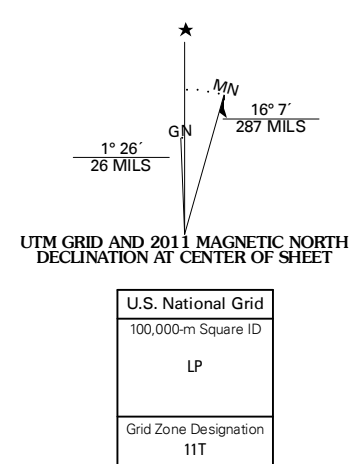 ★
MN
GN
16° 7´
287 MILS
1° 26´
26 MILS
UTM GRID AND 2011 MAGNETIC NORTH
DECLINATION AT CENTER OF SHEET
U.S. National Grid
100,000-m Square ID
LP
Grid Zone Designation
11T